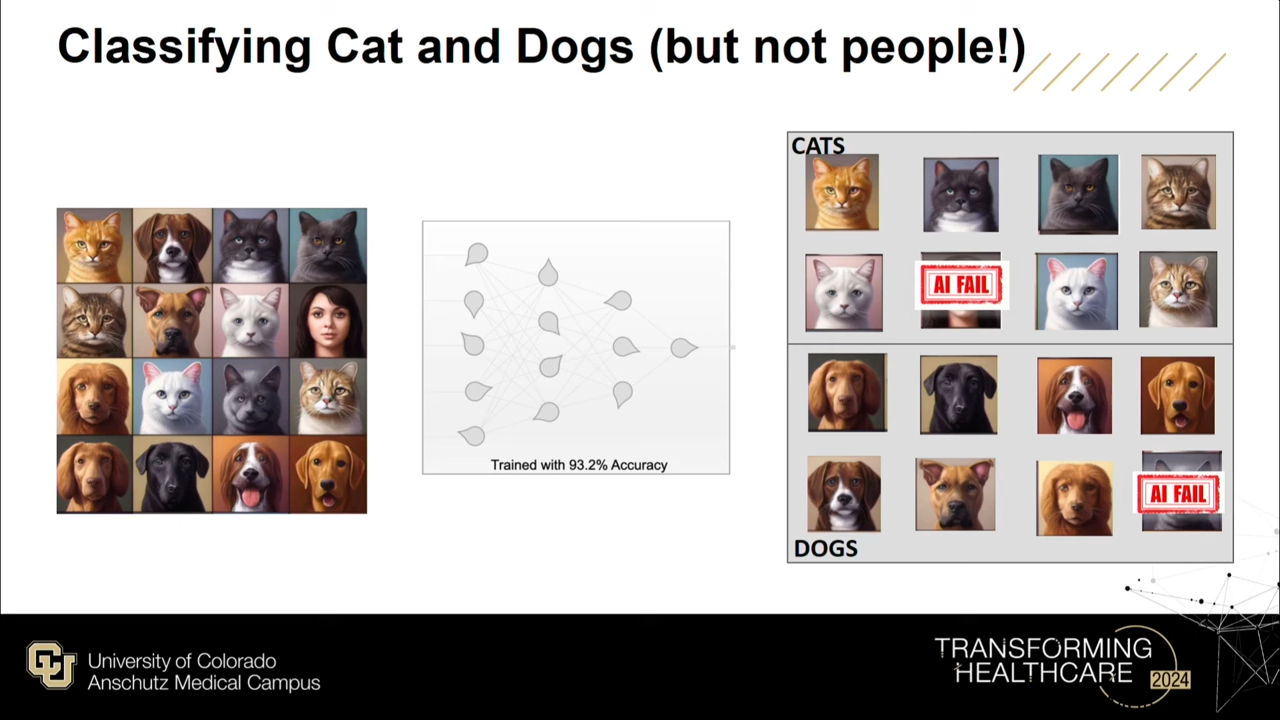 Classifying Cat and Dogs (but not people!)
CATS
AI FAIL
Trained with 93.2% Accuracy
AI FAIL
DOGS
University of Colorado
Anschutz Medical Campus
TRANSFORMING
HEALTHCARE
2024